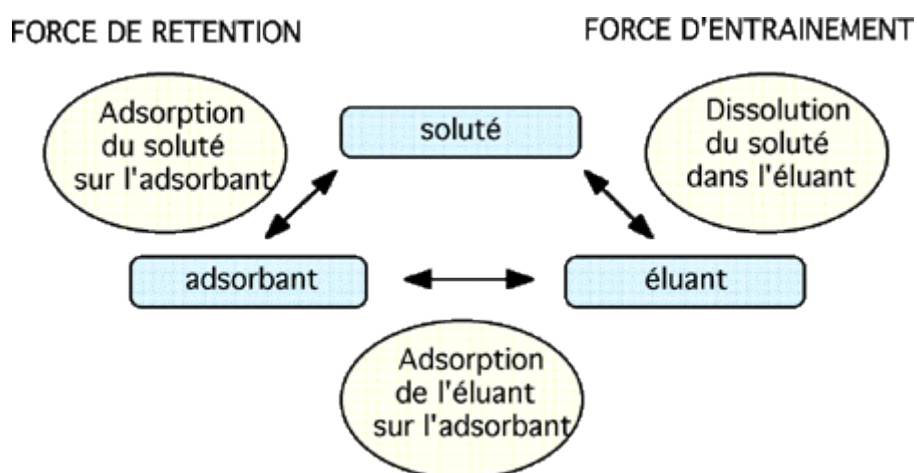 FORCE DE RETENTION
FORCE D'ENTRAINEMENT
Adsorption
du soluté
sur l'adsorbant
soluté
Dissolution
du soluté
dans l'éluant
adsorbant
éluant
Adsorption
de l'éluant
sur l'adsorbant